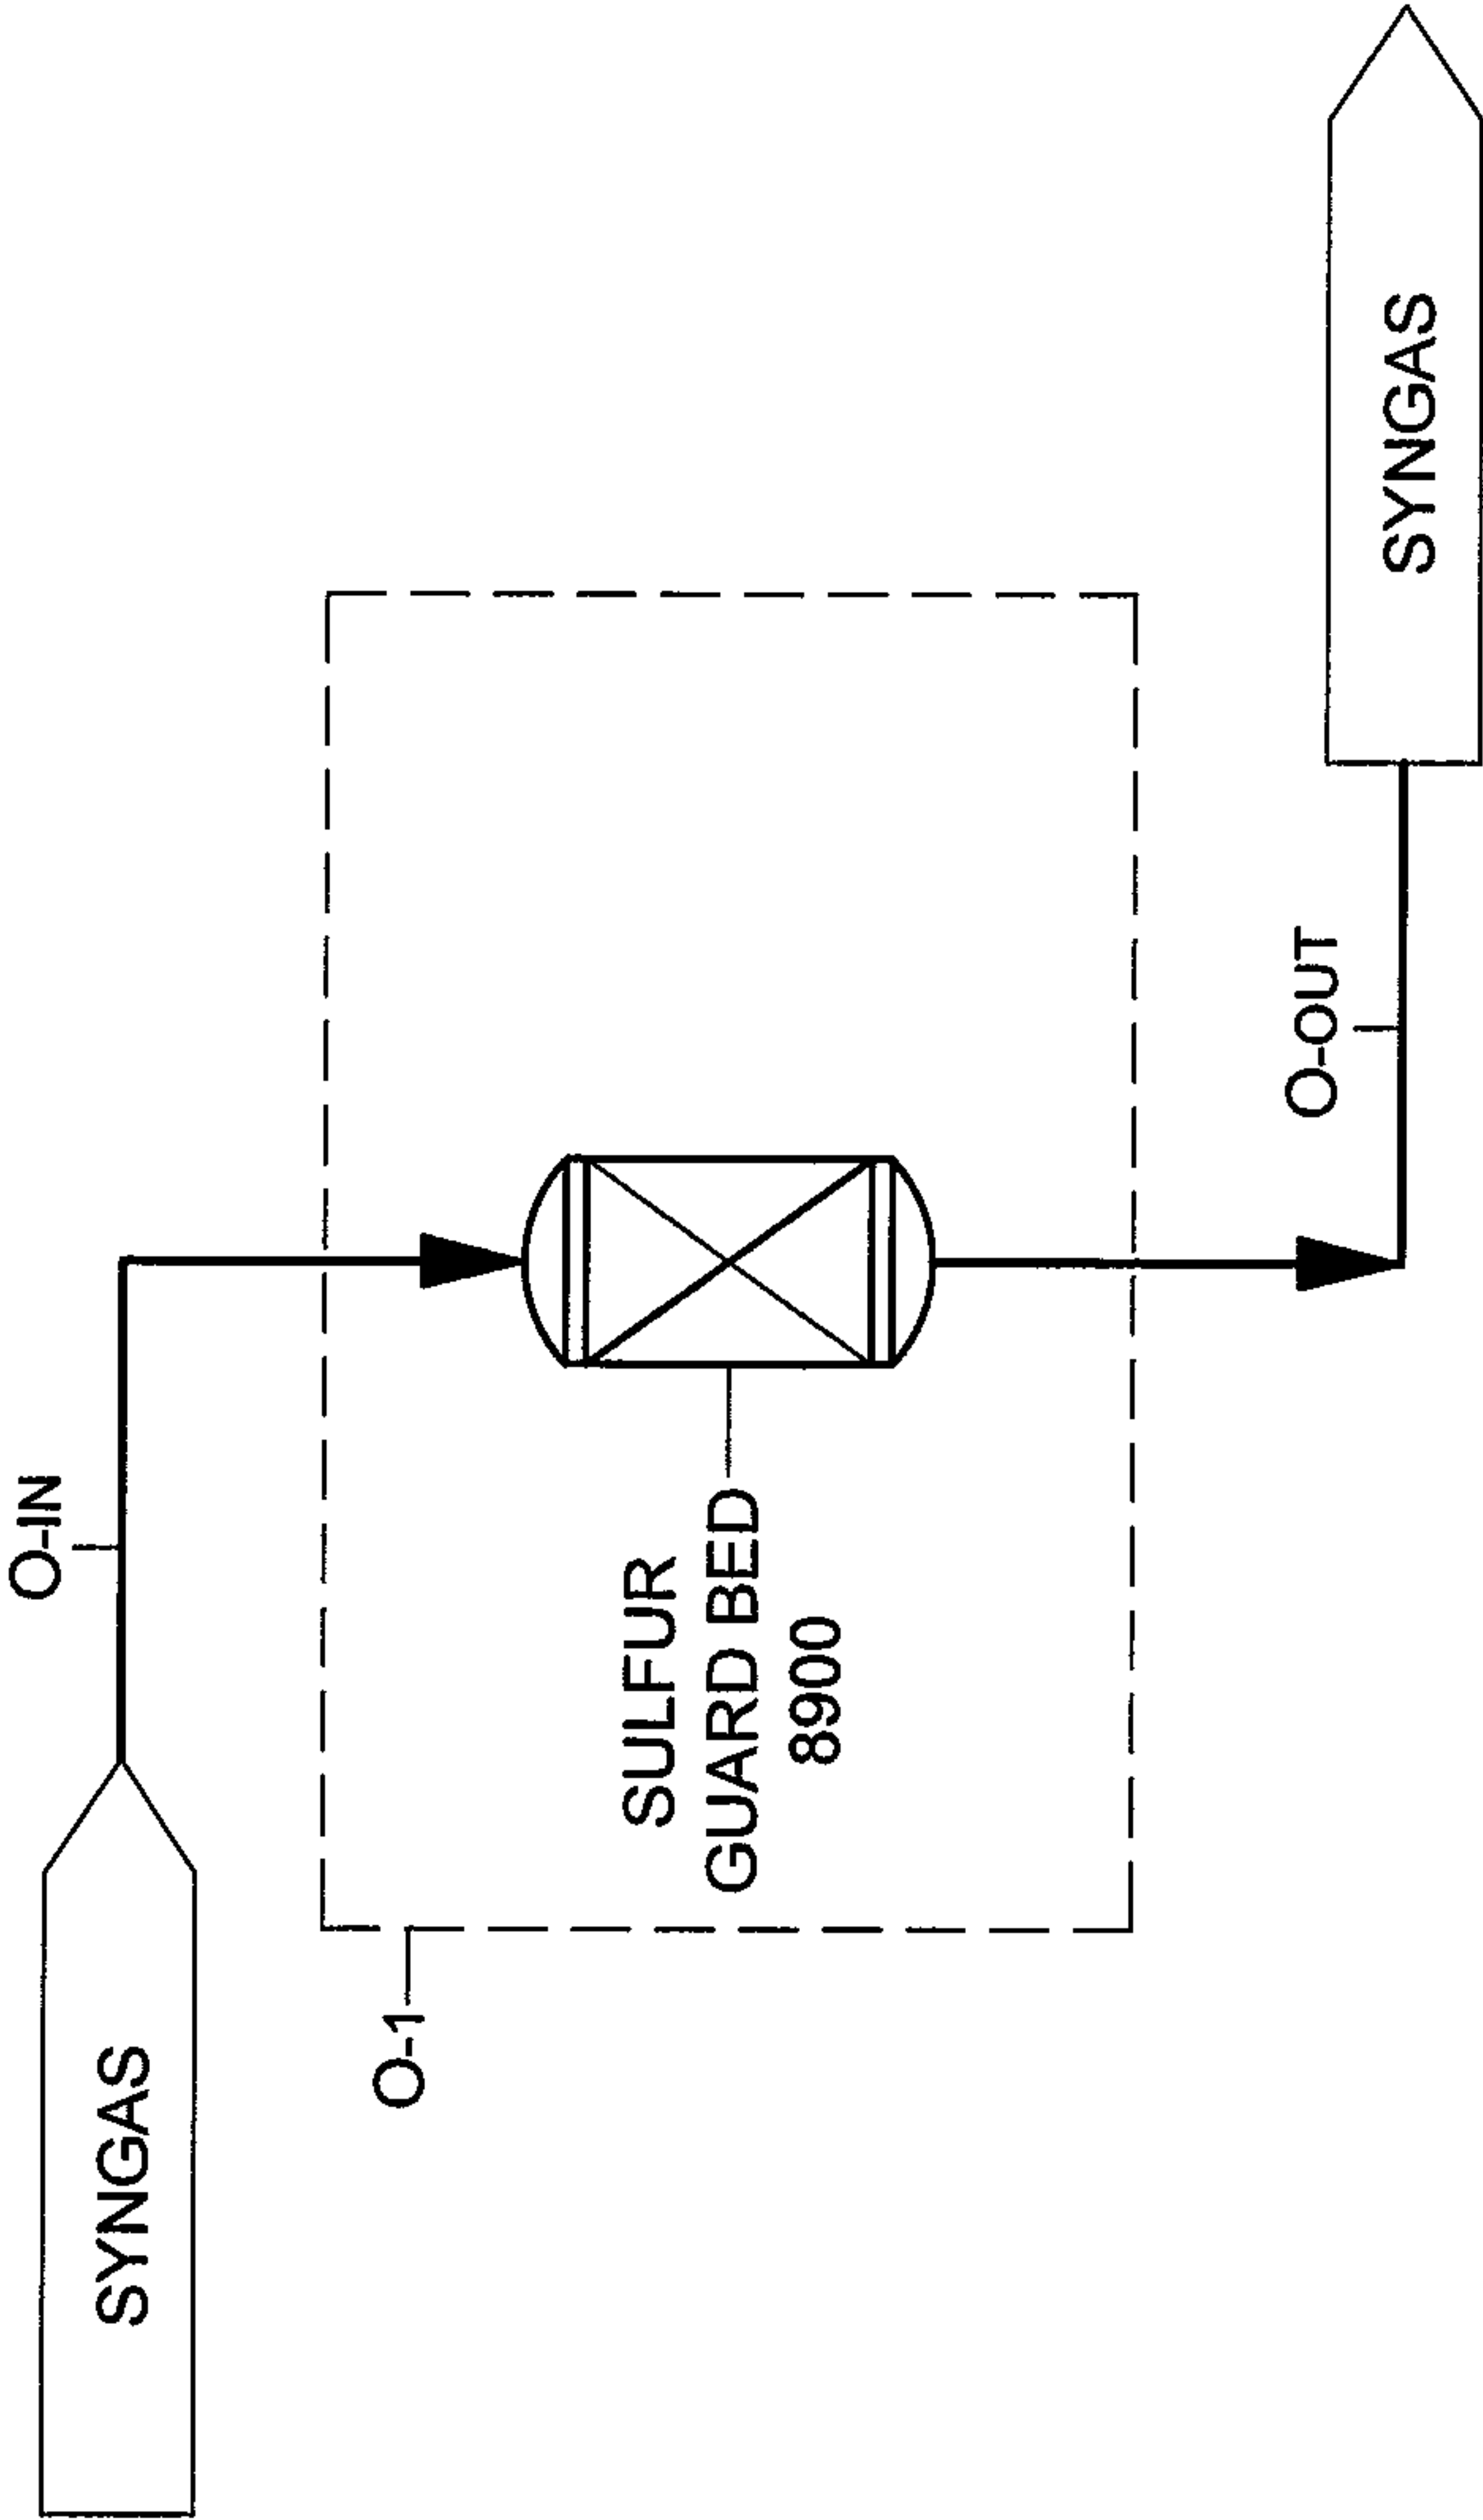 SYNGAS
O-IN
O-1
SULFUR
GUARD BED
8900
O-OUT
SYNGAS